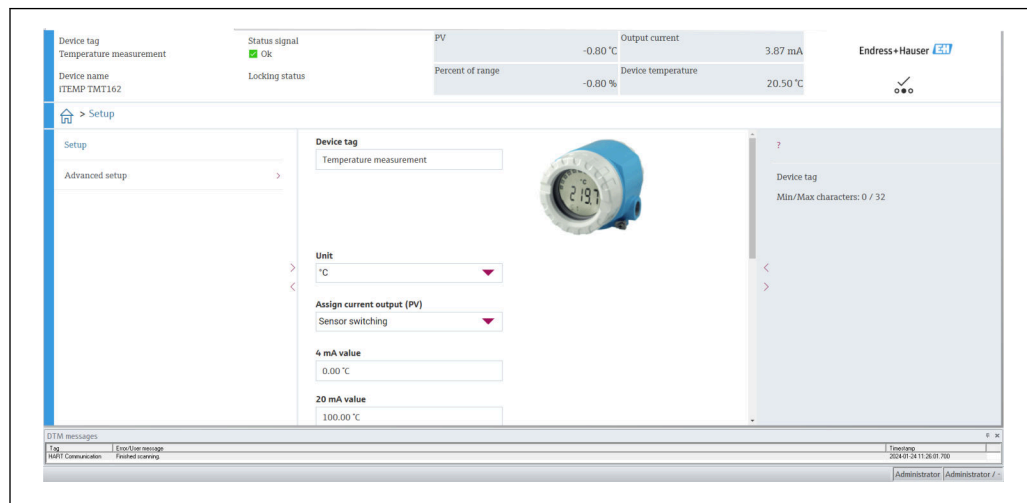 Device tag
Temperature measurement
Status signal
Ok
PV
-0.80 °C
Output current
3.87 mA
Endress+Hauser EH
Device name
iTEMP TMT162
Locking status
Percent of range
-0.80 %
Device temperature
20.50 °C
> Setup
Setup
Advanced setup >
Device tag
Temperature measurement
°C
219.7
?
Device tag
Min/Max characters: 0 / 32
Unit
°C
Assign current output (PV)
Sensor switching
4 mA value
0.00 °C
20 mA value
100.00 °C
DTM messages
Tag Error/User message Timestamp
HART Communication Finished scanning. 2024-01-24 11:26:01.700
Administrator Administrator /